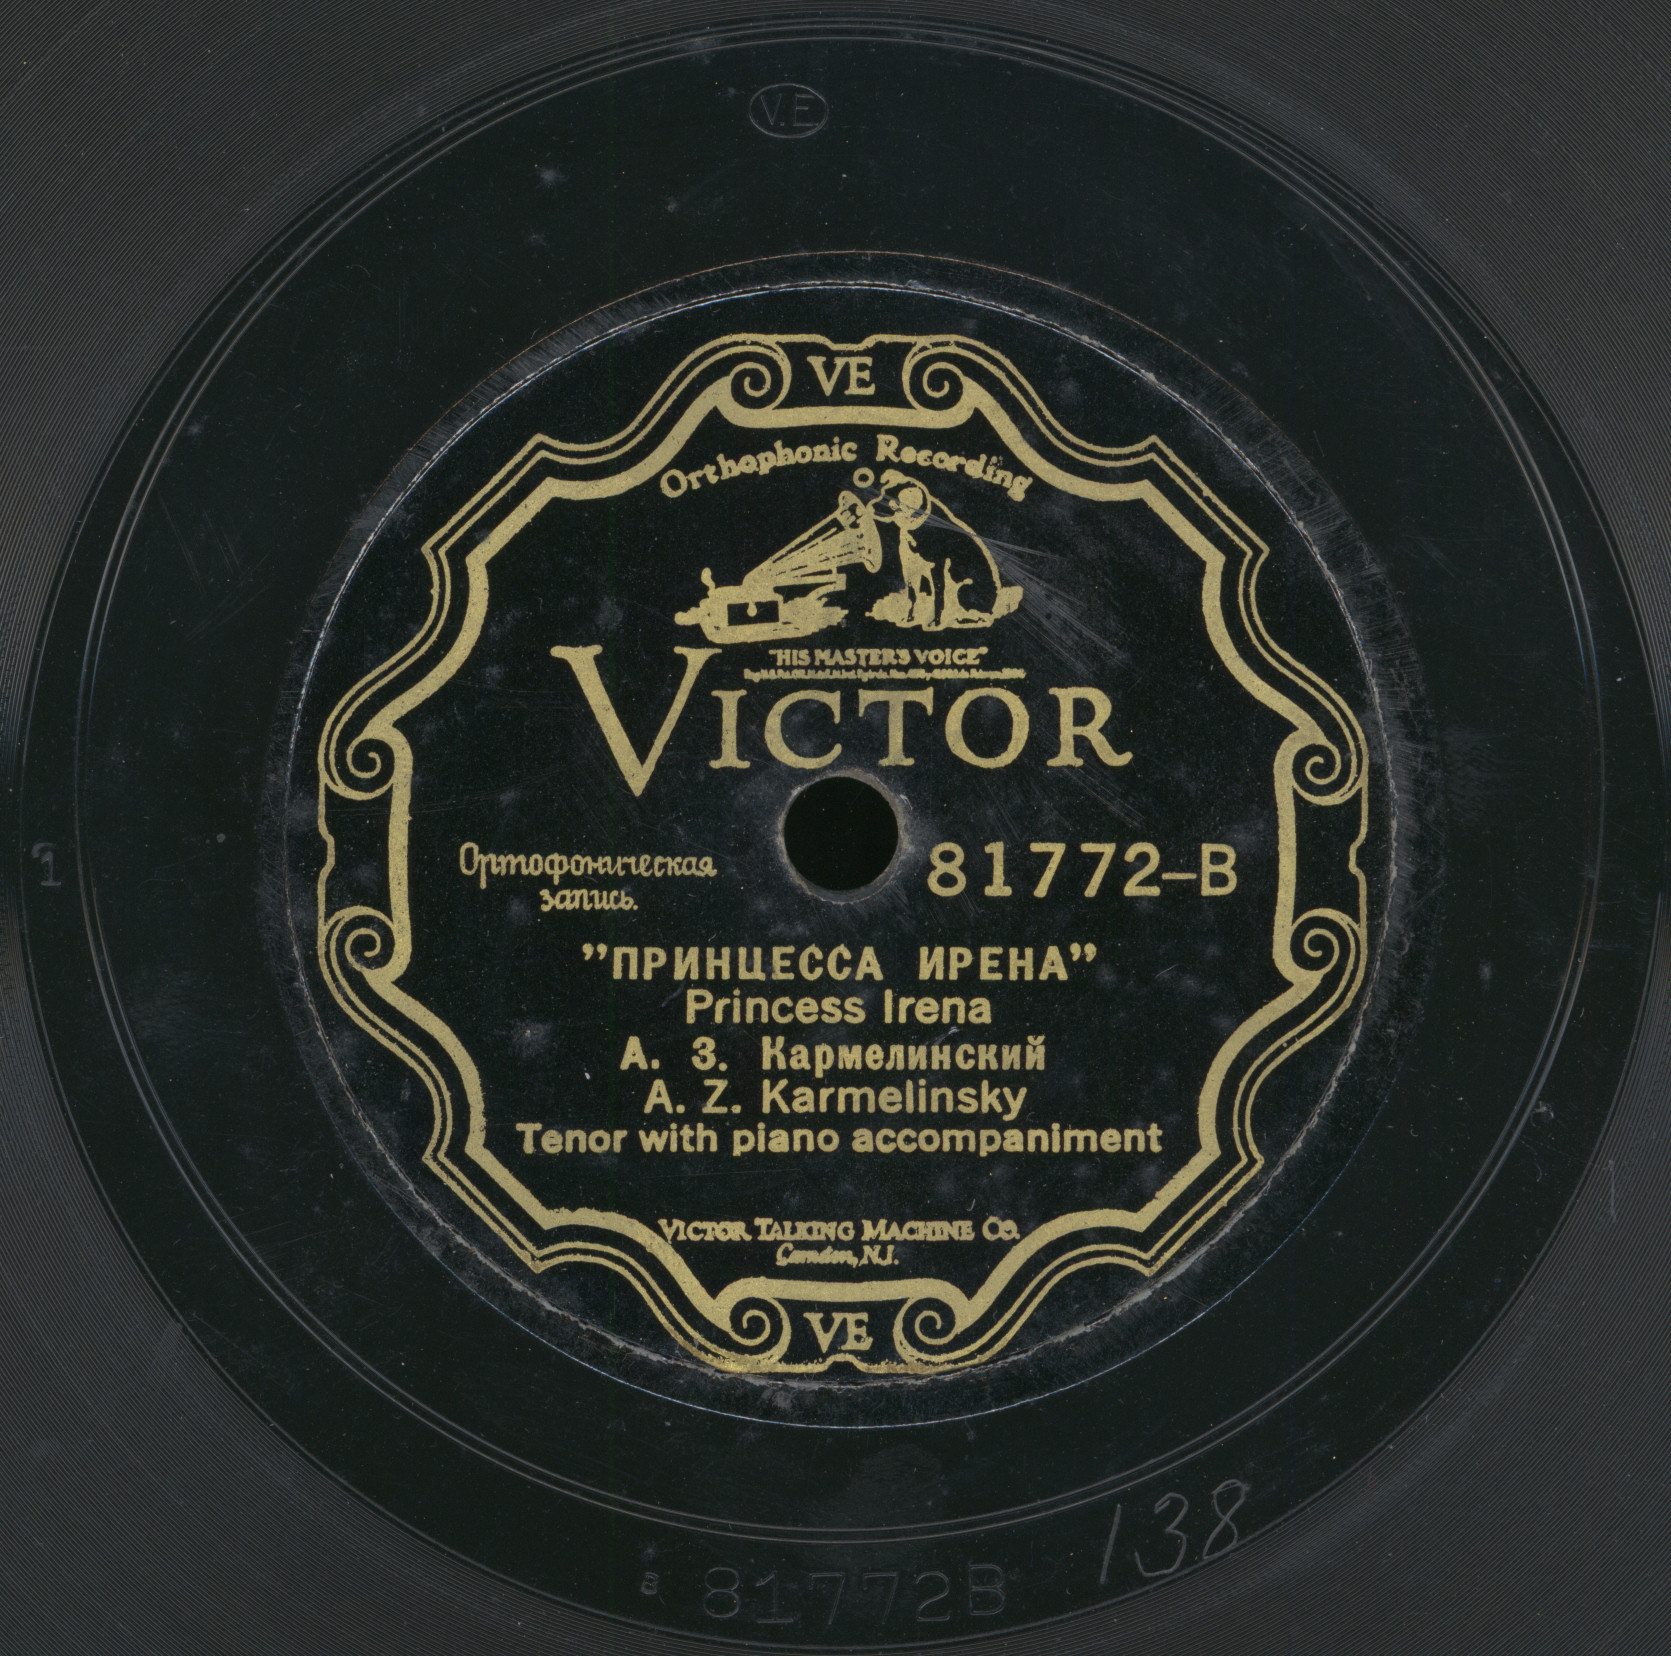 V.E.
VE
Orthophonic Recording
"HIS MASTER'S VOICE"
VICTOR
Ортофоническая
запись.
81772-B
1
"ПРИНЦЕССА ИРЕНА"
Princess Irena
А. З. Кармелинский
A. Z. Karmelinsky
Tenor with piano accompaniment
VICTOR TALKING MACHINE CO.
Camden, N.J.
VE
138
B 81772B